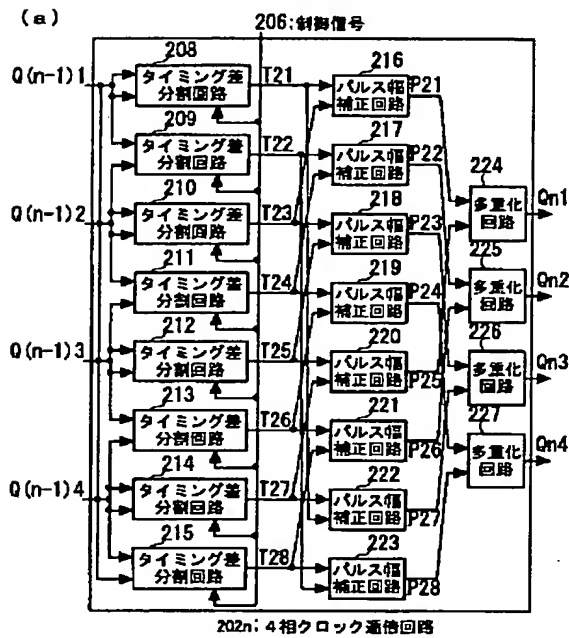 (a)
206;制御信号
208
Q(n-1)1
タイミング差
分割回路
T21
216
パルス幅
補正回路
P21
209
タイミング差
分割回路
T22
217
パルス幅
補正回路
P22
224
多重化
回路
Qn1
210
Q(n-1)2
タイミング差
分割回路
T23
218
パルス幅
補正回路
P23
225
多重化
回路
Qn2
211
タイミング差
分割回路
T24
219
パルス幅
補正回路
P24
226
多重化
回路
Qn3
212
Q(n-1)3
タイミング差
分割回路
T25
220
パルス幅
補正回路
P25
227
多重化
回路
Qn4
213
タイミング差
分割回路
T26
221
パルス幅
補正回路
P26
214
Q(n-1)4
タイミング差
分割回路
T27
222
パルス幅
補正回路
P27
215
タイミング差
分割回路
T28
223
パルス幅
補正回路
P28
202n;4相クロック逓倍回路